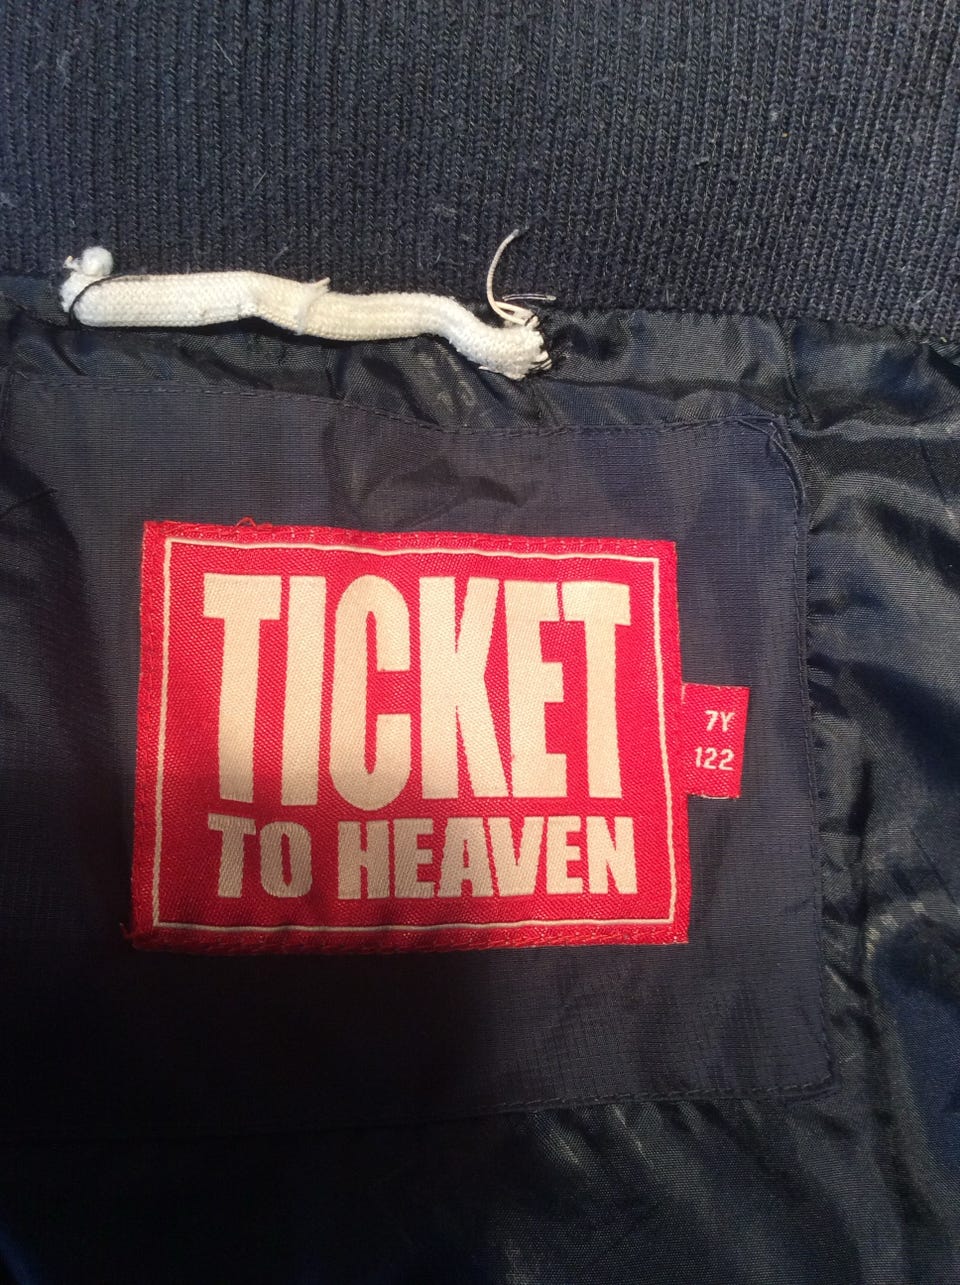 TICKET
TO HEAVEN
7Y
122